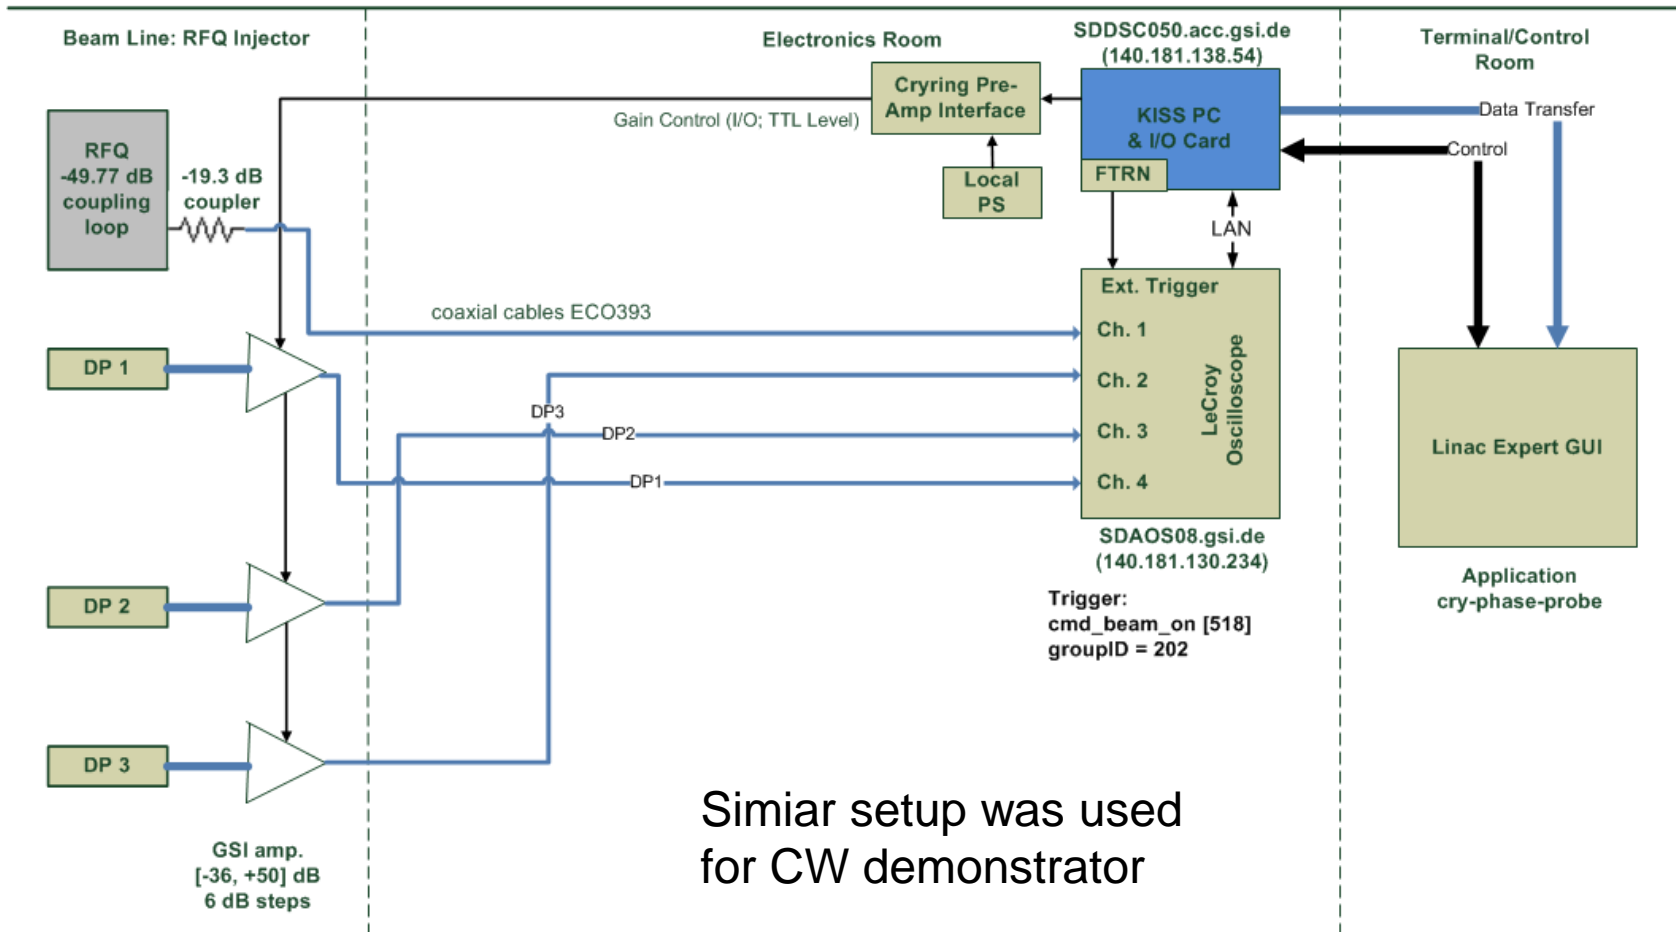 Beam Line: RFQ Injector
Electronics Room
SDDSC050.acc.gsi.de
(140.181.138.54)
Terminal/Control
Room
RFQ
-49.77 dB
coupling
loop
-19.3 dB
coupler
Gain Control (I/O; TTL Level)
Cryring Pre-
Amp Interface
Local
PS
KISS PC
& I/O Card
FTRN
LAN
Data Transfer
Control
coaxial cables ECO393
Ext. Trigger
Ch. 1
Ch. 2
Ch. 3
Ch. 4
LeCroy
Oscilloscope
DP 1
DP3
DP2
DP1
Linac Expert GUI
SDAOS08.gsi.de
(140.181.130.234)
Application
cry-phase-probe
DP 2
Trigger:
cmd_beam_on [518]
groupID = 202
DP 3
Simiar setup was used
for CW demonstrator
GSI amp.
[-36, +50] dB
6 dB steps